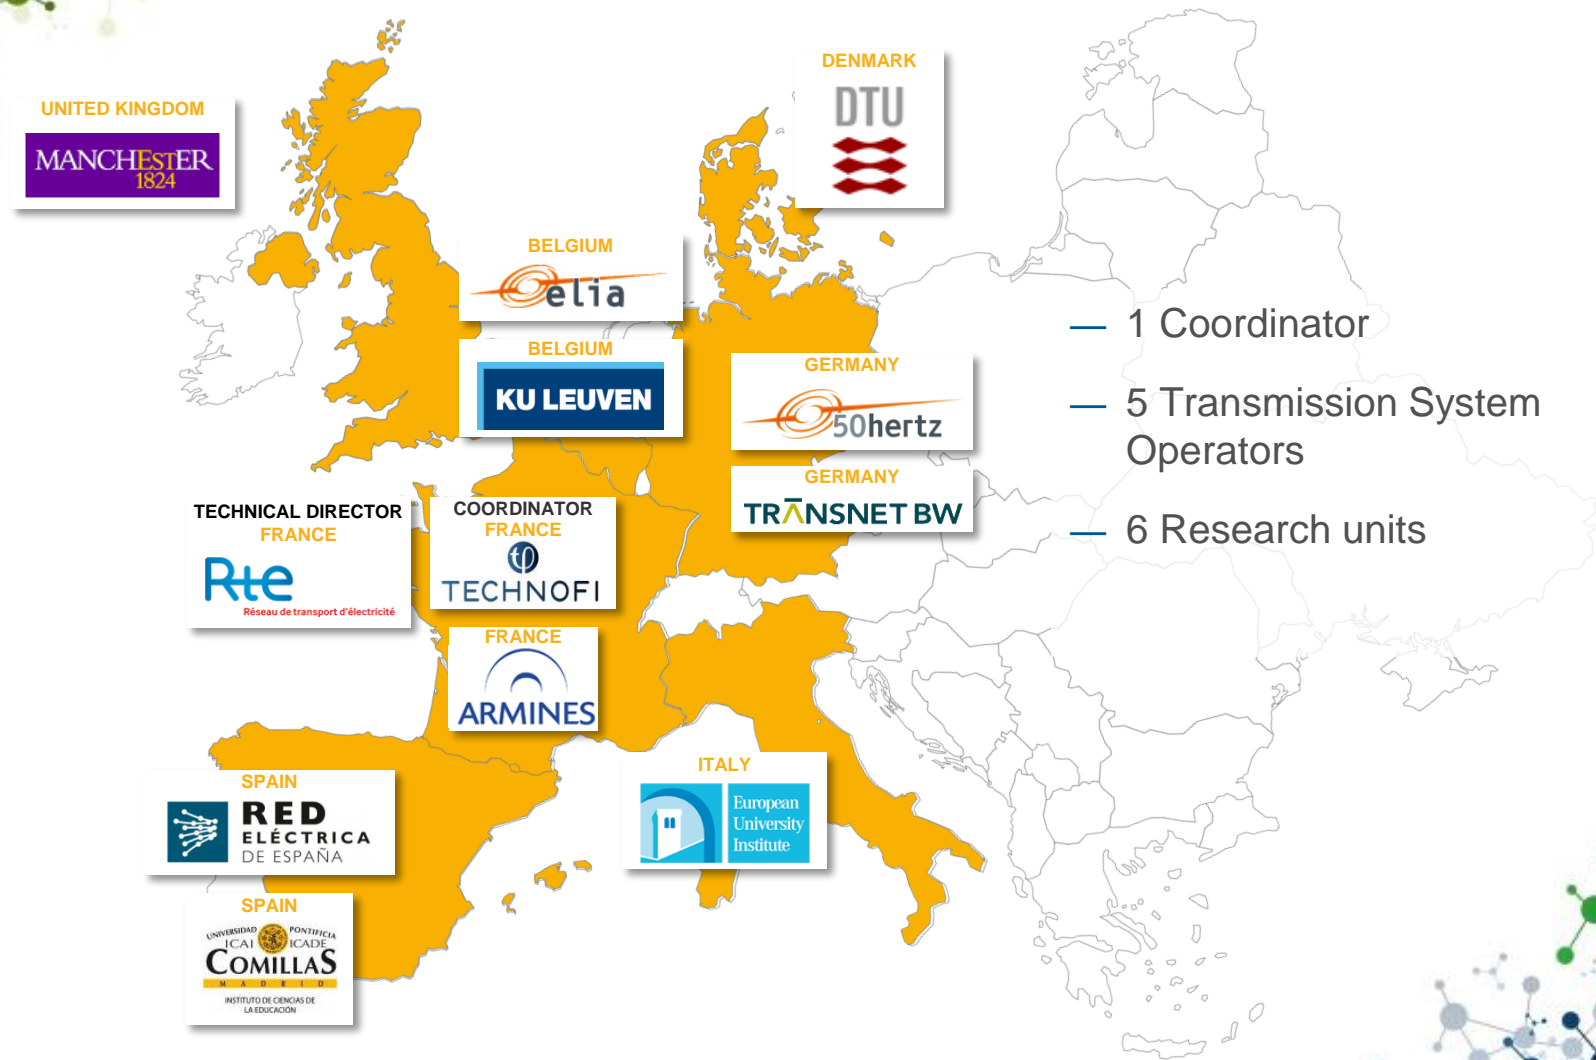 UNITED KINGDOM
MANCHESTER
1824
DENMARK
DTU
BELGIUM
elia
BELGIUM
KU LEUVEN
GERMANY
50hertz
GERMANY
TRANSNET BW
— 1 Coordinator
— 5 Transmission System
Operators
— 6 Research units
TECHNICAL DIRECTOR
FRANCE
Rte
Réseau de transport d'électricité
COORDINATOR
FRANCE
TECHNOFI
FRANCE
ARMINES
SPAIN
RED
ELÉCTRICA
DE ESPAÑA
ITALY
European
University
Institute
SPAIN
UNIVERSIDAD PONTIFICIA
ICAI ICADE
COMILLAS
MADRID
INSTITUTO DE CIENCIAS DE
LA EDUCACIÓN